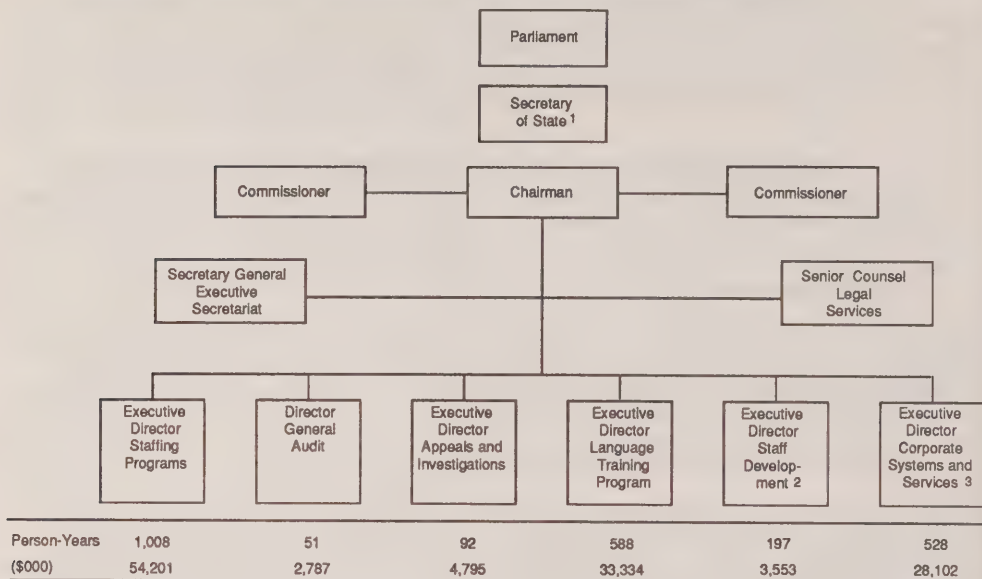 Parliament
Secretary
of State 1
Commissioner
Chairman
Commissioner
Secretary General
Executive
Secretariat
Senior Counsel
Legal
Services
Executive
Director
Staffing
Programs
Director
General
Audit
Executive
Director
Appeals and
Investigations
Executive
Director
Language
Training
Program
Executive
Director
Staff
Develop-
ment 2
Executive
Director
Corporate
Systems and
Services 3
Person-Years 1,008 51 92 588 197 528
($000) 54,201 2,787 4,795 33,334 3,553 28,102